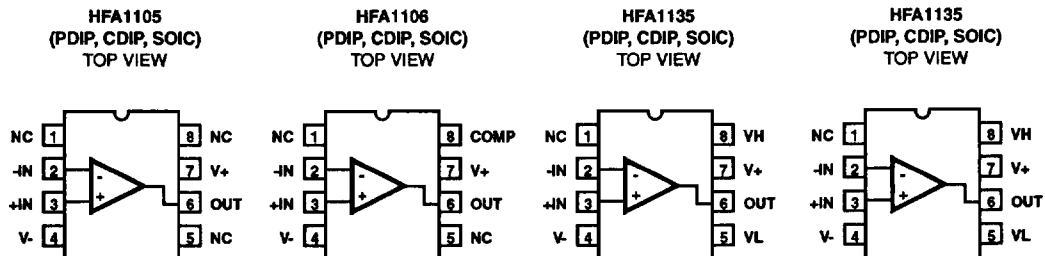 HFA1105
(PDIP, CDIP, SOIC)
TOP VIEW
NC 1
8 NC
-IN 2
-
7 V+
+IN 3
+
6 OUT
V- 4
5 NC
HFA1106
(PDIP, CDIP, SOIC)
TOP VIEW
NC 1
8 COMP
-IN 2
-
7 V+
+IN 3
+
6 OUT
V- 4
5 NC
HFA1135
(PDIP, CDIP, SOIC)
TOP VIEW
NC 1
8 VH
-IN 2
-
7 V+
+IN 3
+
6 OUT
V- 4
5 VL
HFA1135
(PDIP, CDIP, SOIC)
TOP VIEW
NC 1
8 VH
-IN 2
-
7 V+
+IN 3
+
6 OUT
V- 4
5 VL